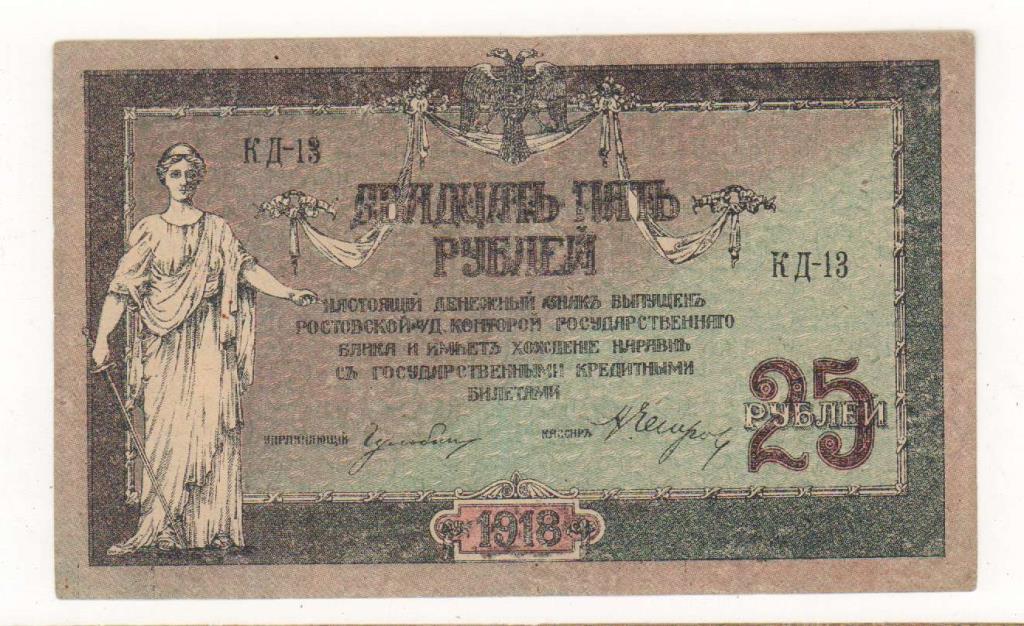 КД-13
ДВАДЦАТЬ ПЯТЬ
РУБЛЕЙ
КД-13
НАСТОЯЩІЙ ДЕНЕЖНЫЙ ЗНАКЪ ВЫПУЩЕНЪ
РОСТОВСКОЙ Н/Д. КОНТОРОЙ ГОСУДАРСТВЕННАГО
БАНКА И ИМѢЕТЪ ХОЖДЕНІЕ НАРАВНѢ
СЪ ГОСУДАРСТВЕННЫМИ КРЕДИТНЫМИ
БИЛЕТАМИ
25
РУБЛЕЙ
УПРАВЛЯЮЩІЙ
КАССИРЪ
1918